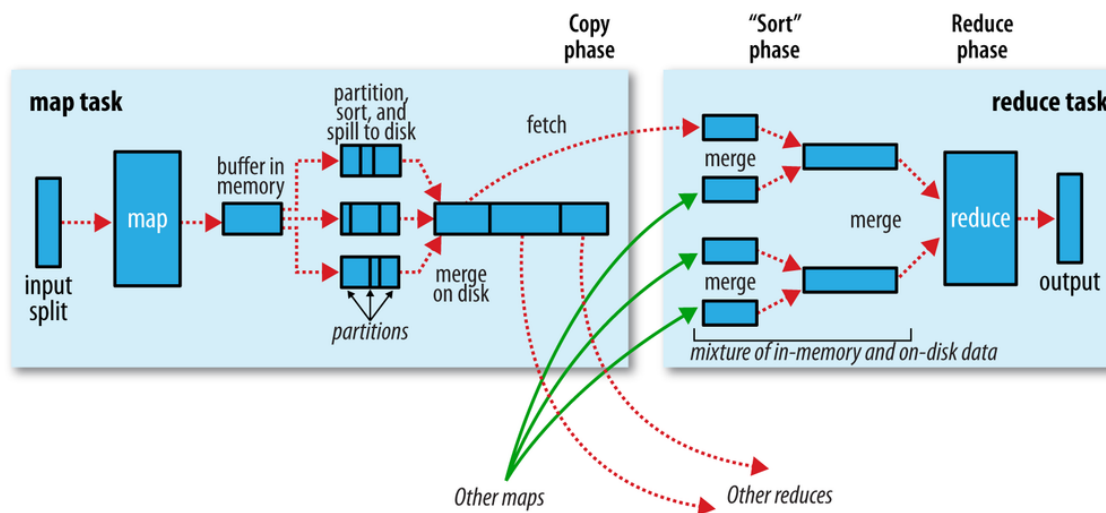 Copy
phase
“Sort”
phase
Reduce
phase
map task
partition,
sort, and
spill to disk
buffer in
memory
map
input
split
merge
on disk
partitions
fetch
reduce task
merge
merge
merge
reduce
output
mixture of in-memory and on-disk data
Other maps
Other reduces